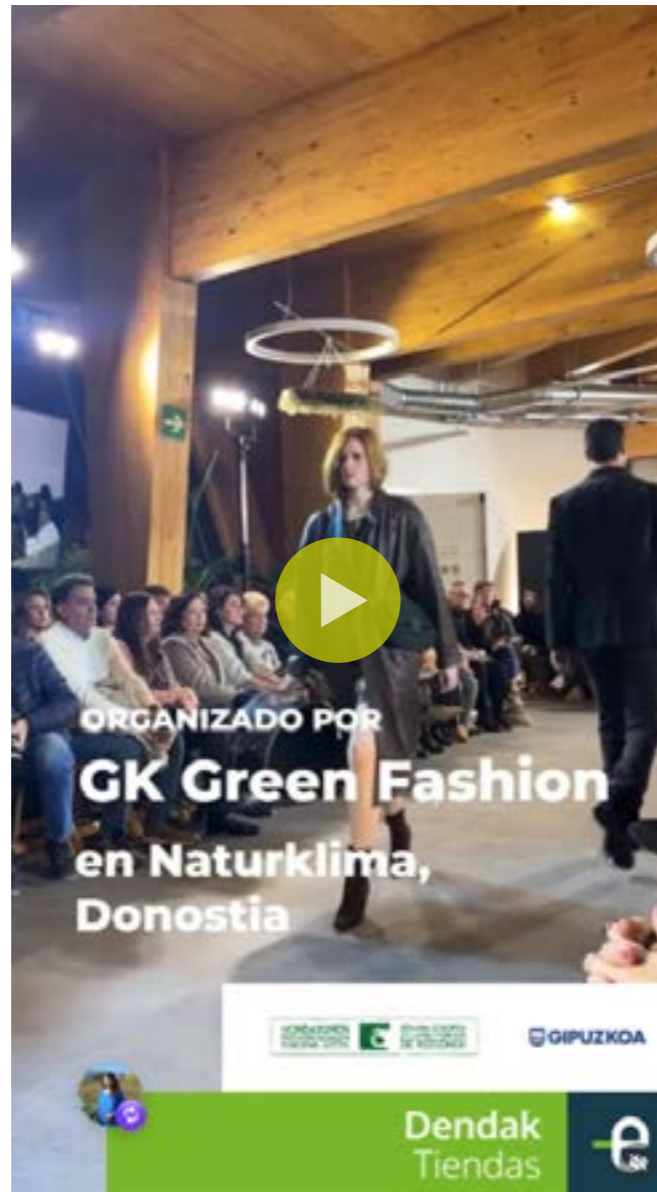 ORGANIZADO POR
GK Green Fashion
en Naturklima,
Donostia
GIPUZKOA
Dendak
Tiendas